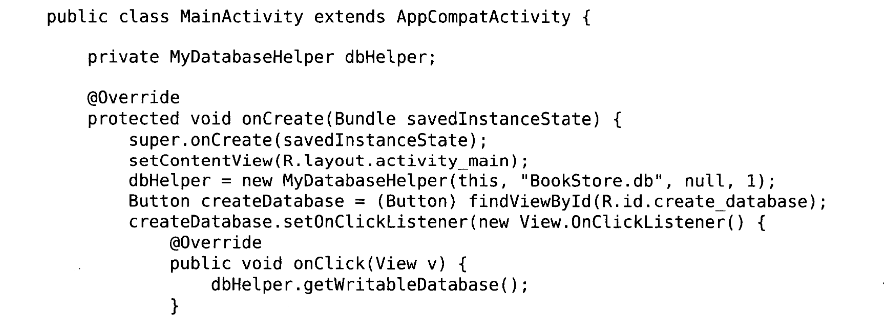 public class MainActivity extends AppCompatActivity {
private MyDatabaseHelper dbHelper;
@Override
protected void onCreate(Bundle savedInstanceState) {
super.onCreate(savedInstanceState);
setContentView(R.layout.activity_main);
dbHelper = new MyDatabaseHelper(this, "BookStore.db", null, 1);
Button createDatabase = (Button) findViewById(R.id.create_database);
createDatabase.setOnClickListener(new View.OnClickListener() {
@Override
public void onClick(View v) {
dbHelper.getWritableDatabase();
}